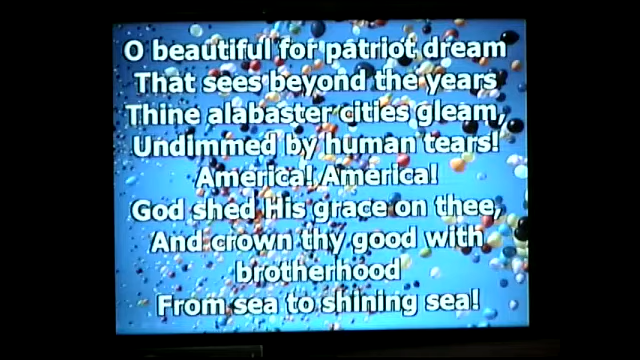 O beautiful for patriot dream
That sees beyond the years
Thine alabaster cities gleam,
Undimmed by human tears!
America! America!
God shed His grace on thee,
And crown thy good with
brotherhood
From sea to shining sea!